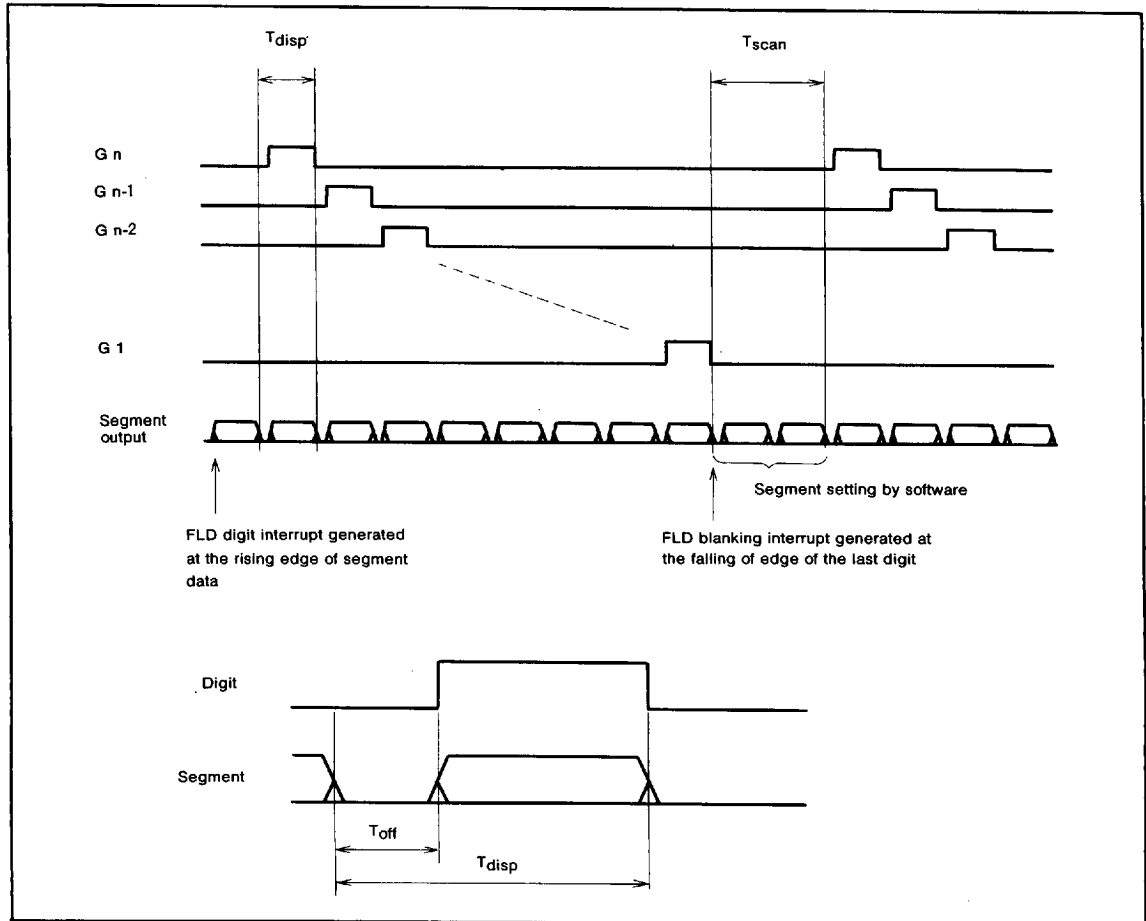 Tdisp
Tscan
G n
G n-1
G n-2
G 1
Segment
output
Segment setting by software
FLD digit interrupt generated
at the rising edge of segment
data
FLD blanking interrupt generated at
the falling of edge of the last digit
Digit
Segment
Toff
Tdisp